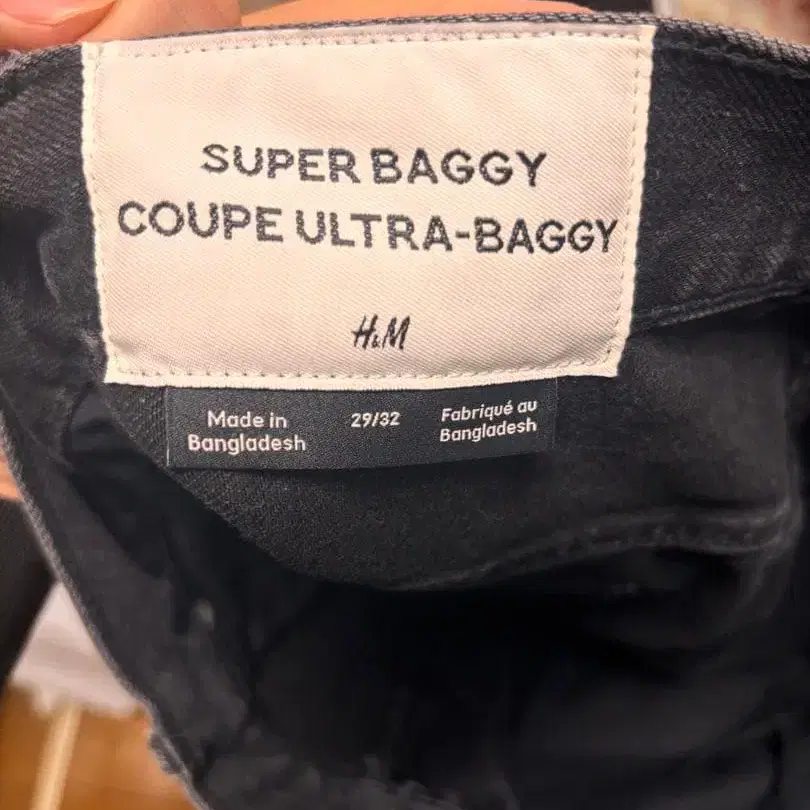 SUPER BAGGY
COUPE ULTRA-BAGGY
H&M
Made in
Bangladesh
29/32
Fabriqué au
Bangladesh